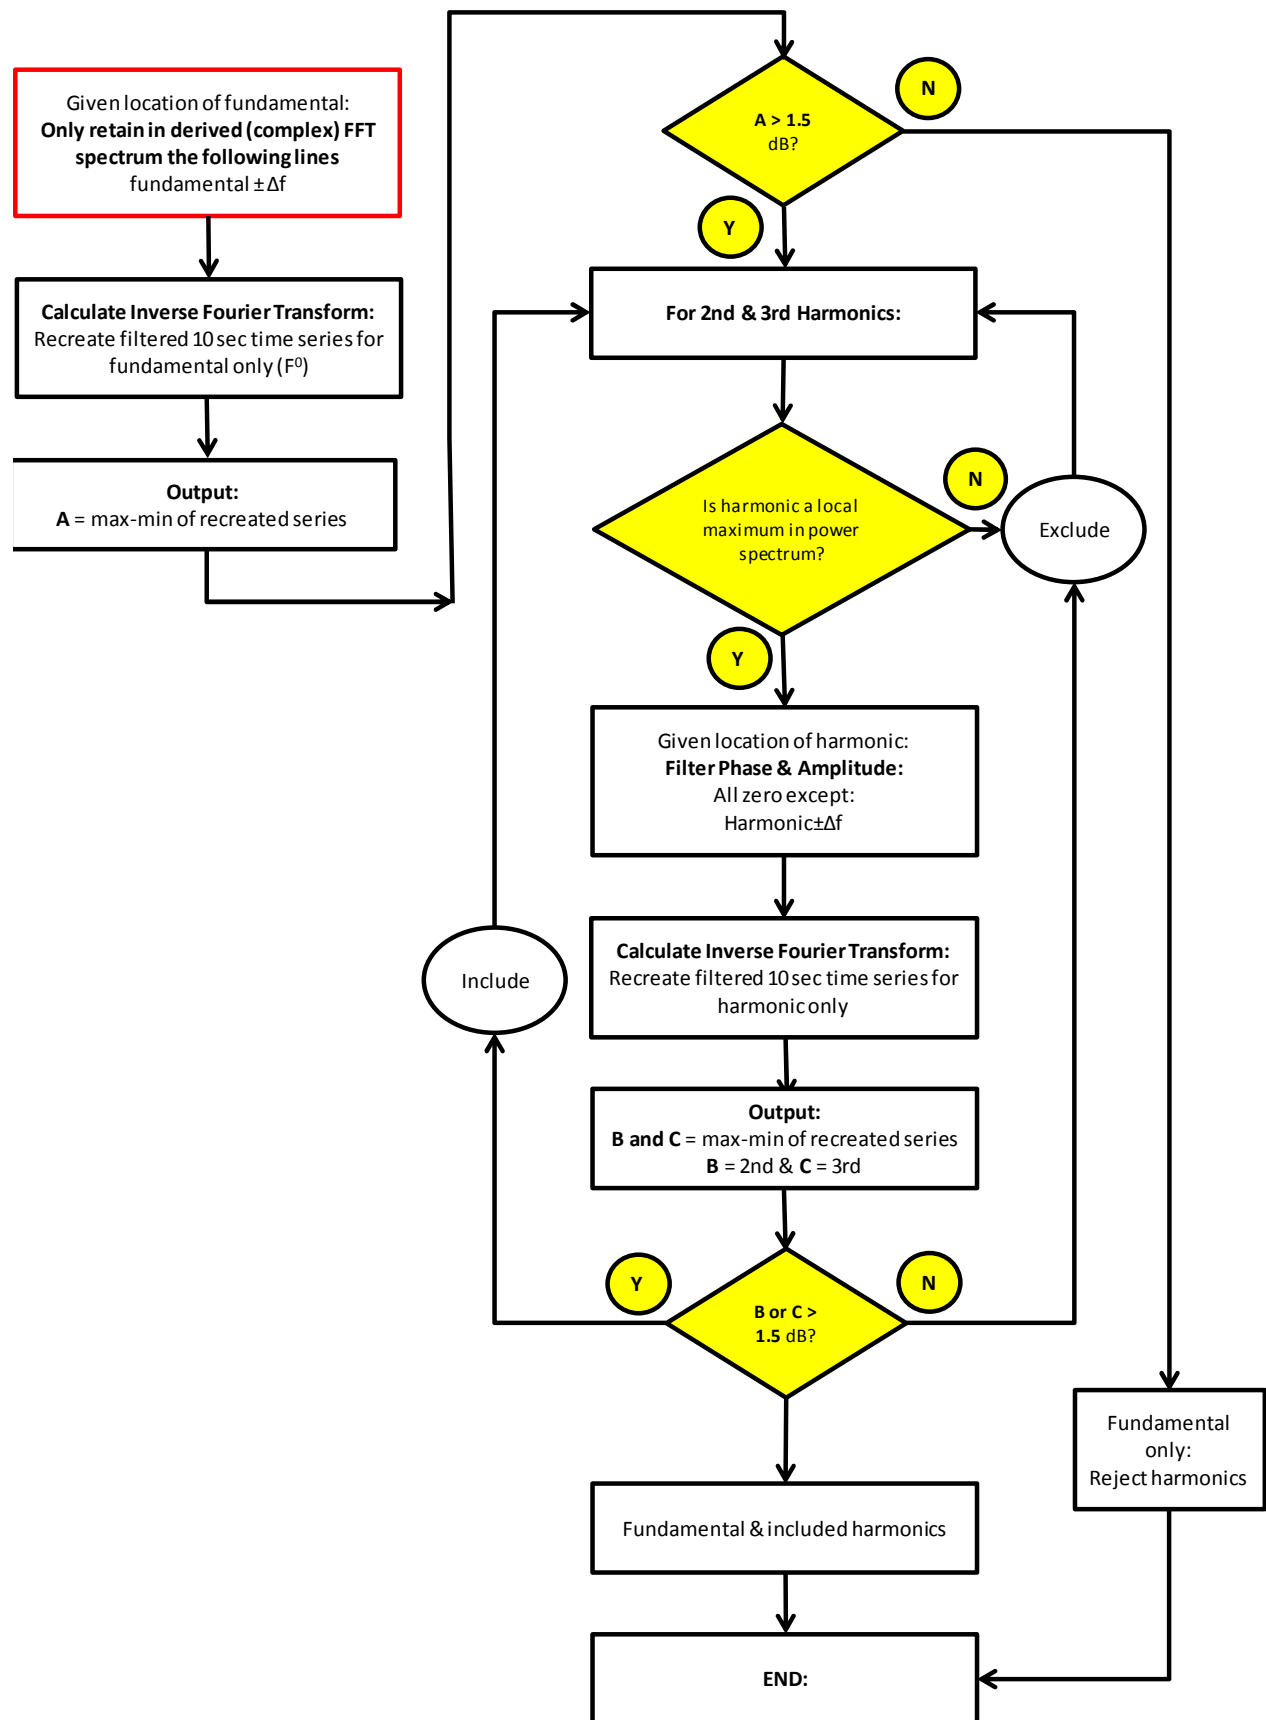 Given location of fundamental:
Only retain in derived (complex) FFT
spectrum the following lines
fundamental ± Δf
Calculate Inverse Fourier Transform:
Recreate filtered 10 sec time series for
fundamental only (F⁰)
Output:
A = max-min of recreated series
A > 1.5
dB?
N
Y
For 2nd & 3rd Harmonics:
Is harmonic a local
maximum in power
spectrum?
N
Exclude
Y
Given location of harmonic:
Filter Phase & Amplitude:
All zero except:
Harmonic±Δf
Calculate Inverse Fourier Transform:
Recreate filtered 10 sec time series for
harmonic only
Include
Output:
B and C = max-min of recreated series
B = 2nd & C = 3rd
Y
B or C >
1.5 dB?
N
Fundamental
only:
Reject harmonics
Fundamental & included harmonics
END: